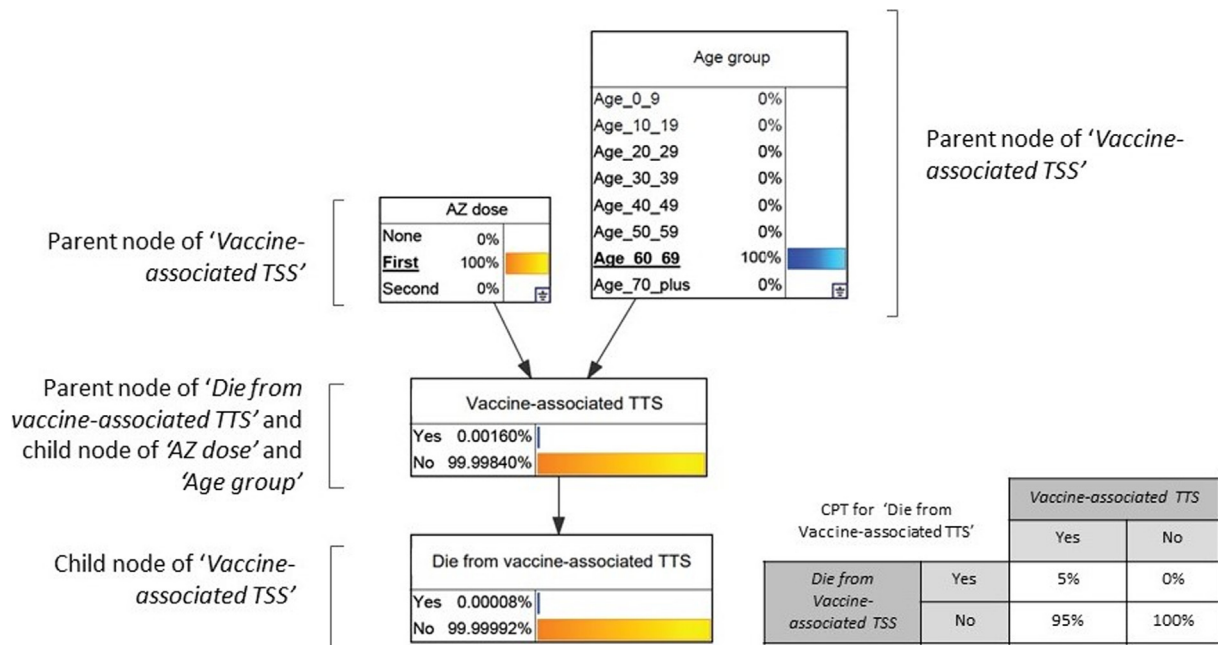 Age group
Age_0_9 0%
Age_10_19 0%
Age_20_29 0%
Age_30_39 0%
Age_40_49 0%
Age_50_59 0%
Age_60_69 100%
Age_70_plus 0%
Parent node of ‘Vaccine-
associated TSS’
AZ dose
None 0%
First 100%
Second 0%
Parent node of ‘Vaccine-
associated TSS’
Parent node of ‘Die from
vaccine-associated TTS’ and
child node of ‘AZ dose’ and
‘Age group’
Vaccine-associated TTS
Yes 0.00160%
No 99.99840%
Child node of ‘Vaccine-
associated TSS’
Die from vaccine-associated TTS
Yes 0.00008%
No 99.99992%
CPT for ‘Die from
Vaccine-associated TTS’
Vaccine-associated TTS
Yes No
Die from
Vaccine-
associated TSS
Yes 5% 0%
No 95% 100%